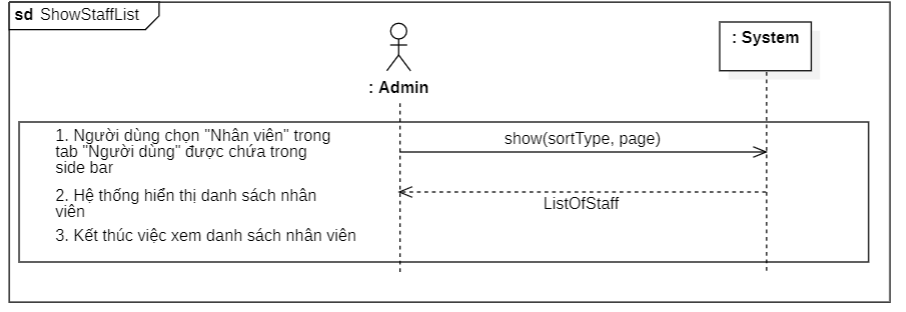 sd ShowStaffList
: System
: Admin
1. Người dùng chọn "Nhân viên" trong
tab "Người dùng" được chứa trong
side bar
show(sortType, page)
2. Hệ thống hiển thị danh sách nhân
viên
ListOfStaff
3. Kết thúc việc xem danh sách nhân viên